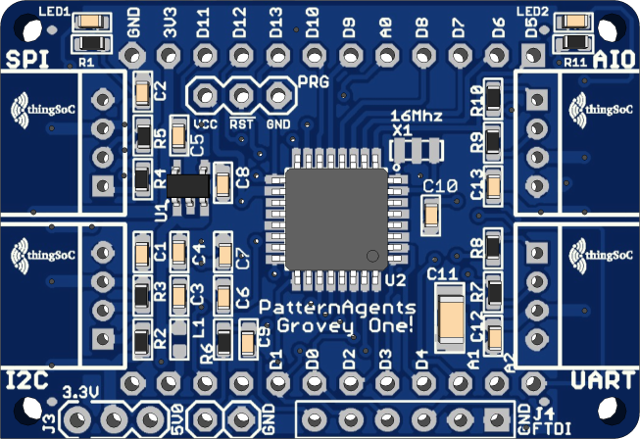 LED1
GND
3V3
D11
D12
D13
D10
D9
A0
D8
D7
D6
D5
LED2
SPI
R1
R11
AIO
PRG
VCC
RST
GND
16Mhz
X1
thingSoC
thingSoC
C2
R5
C5
R4
U1
C8
C10
R10
R9
C13
thingSoC
thingSoC
C1
C4
C7
R3
C3
C6
R2
L1
R6
C9
U2
C11
R8
R7
C12
PatternAgents
Grovey One!
I2C
D1
D0
D2
D3
D4
A1
A2
UART
3.3V
J3
5V0
GND
GND
J4
FTDI